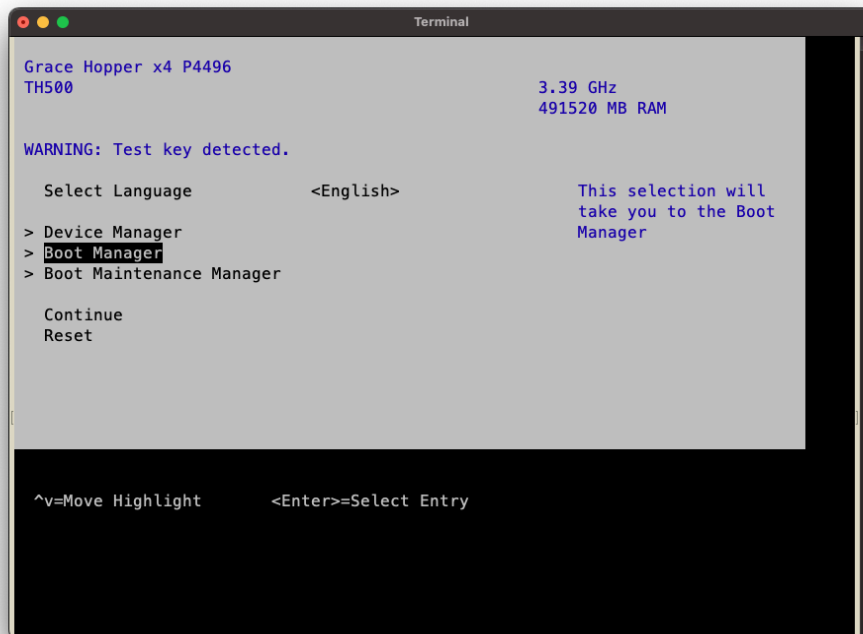 Terminal
Grace Hopper x4 P4496
TH500 3.39 GHz
491520 MB RAM
WARNING: Test key detected.
Select Language <English> This selection will
take you to the Boot
> Device Manager Manager
> Boot Manager
> Boot Maintenance Manager
Continue
Reset
^v=Move Highlight <Enter>=Select Entry